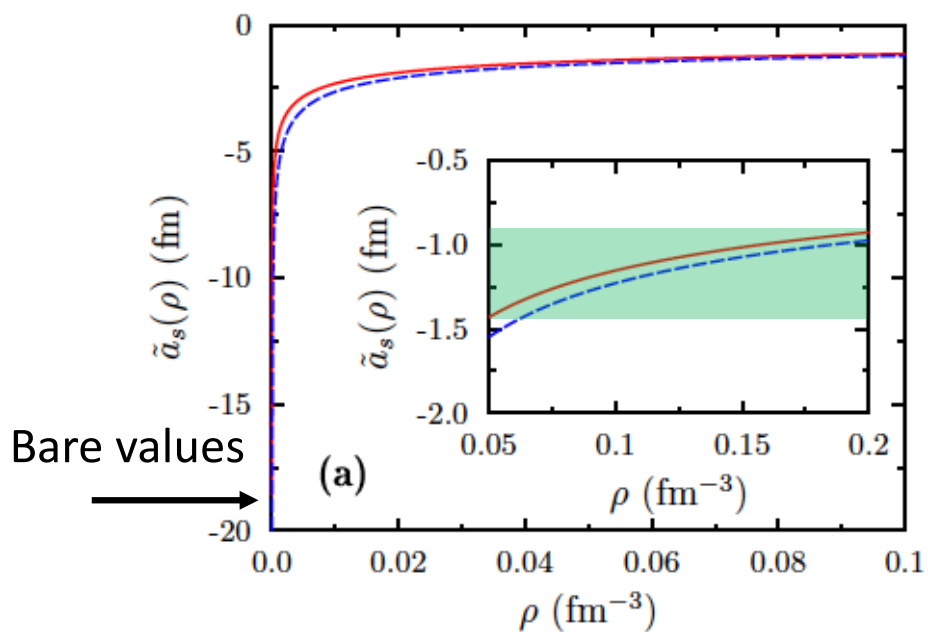 0
-5
-10
-15
-20
ãₛ(ρ) (fm)
Bare values
(a)
0.0 0.02 0.04 0.06 0.08 0.1
ρ (fm⁻³)
-0.5
-1.0
-1.5
-2.0
ãₛ(ρ) (fm)
0.05 0.1 0.15 0.2
ρ (fm⁻³)